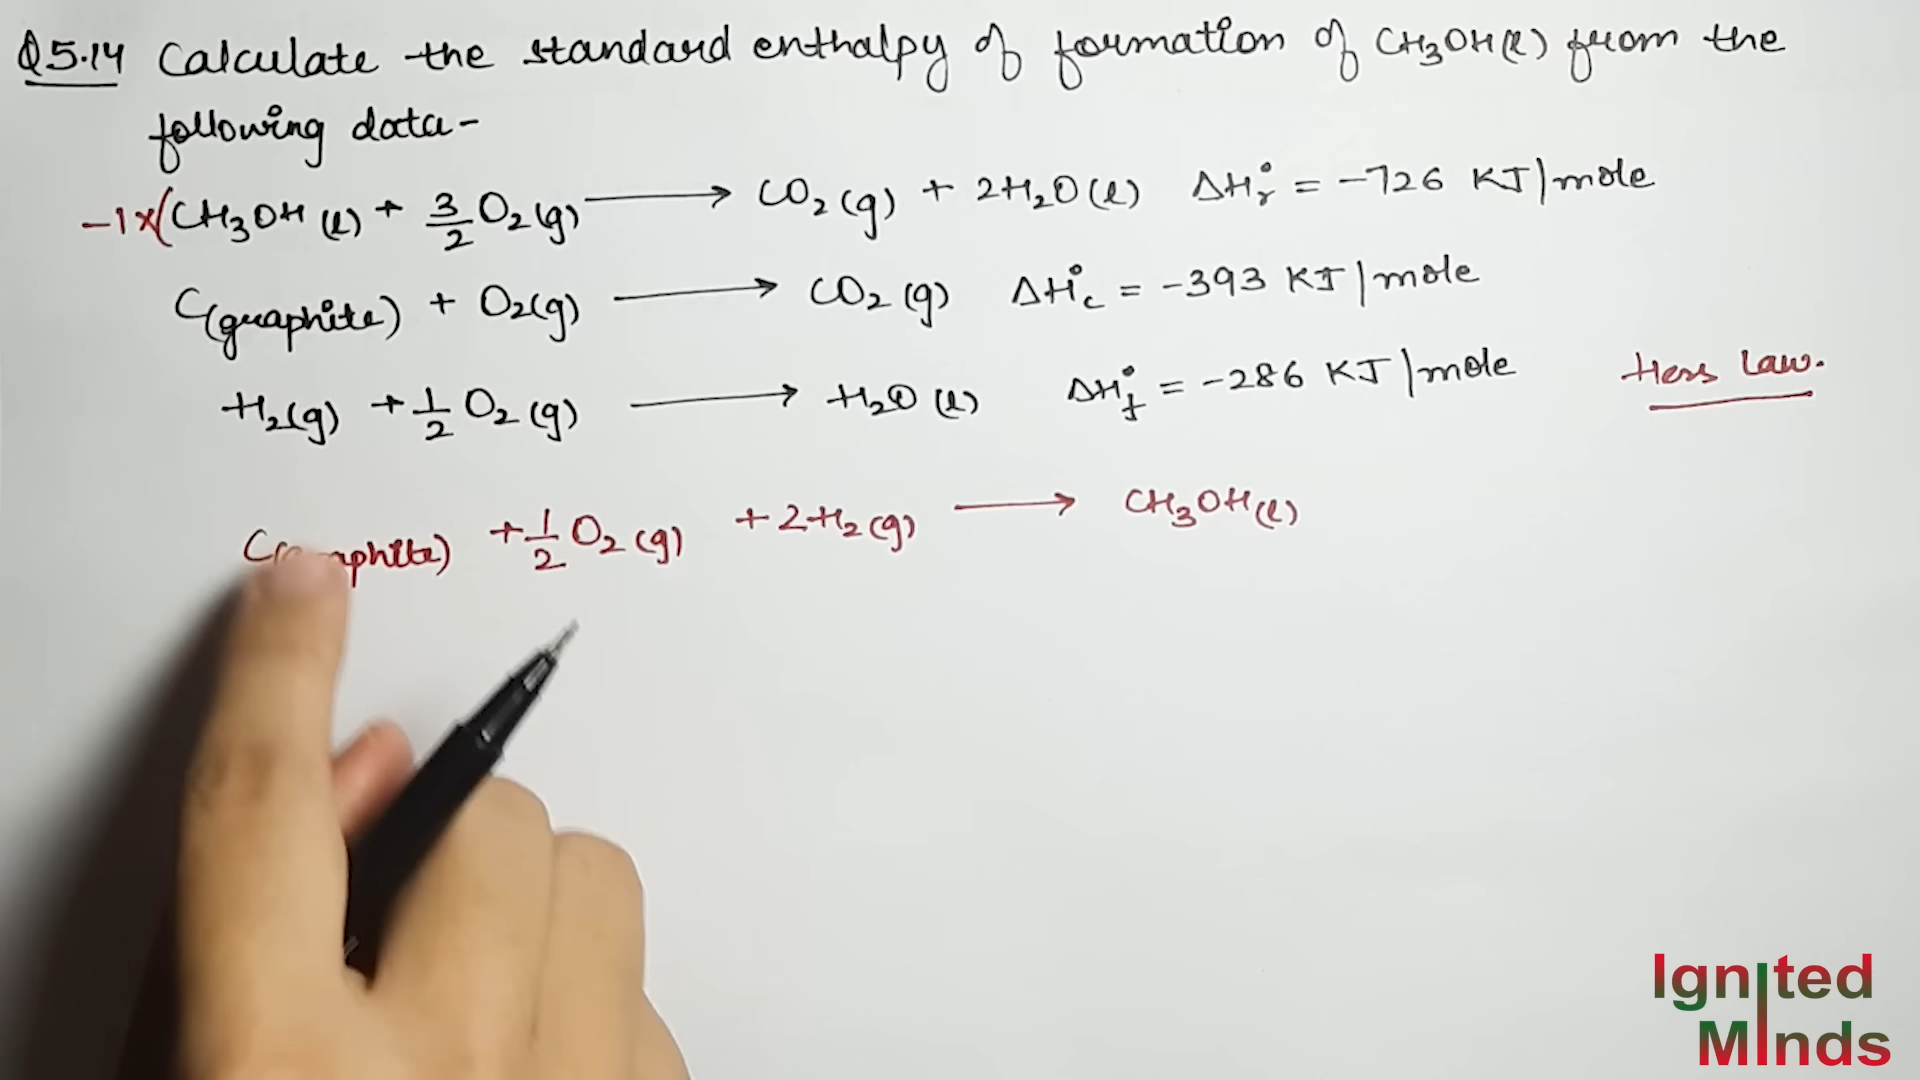 Q5.14 Calculate the standard enthalpy of formation of CH₃OH(l) from the
following data-
-1×(CH₃OH (l) + 3/2 O₂(g) ⟶ CO₂(g) + 2H₂O(l) ΔH°ᵣ = -726 KJ/mole
C(graphite) + O₂(g) ⟶ CO₂(g) ΔH°c = -393 KJ/mole
H₂(g) + 1/2 O₂(g) ⟶ H₂O(l) ΔH°f = -286 KJ/mole
Hess Law.
+ 1/2 O₂(g) + 2H₂(g) ⟶ CH₃OH(l)
Ignited
Minds